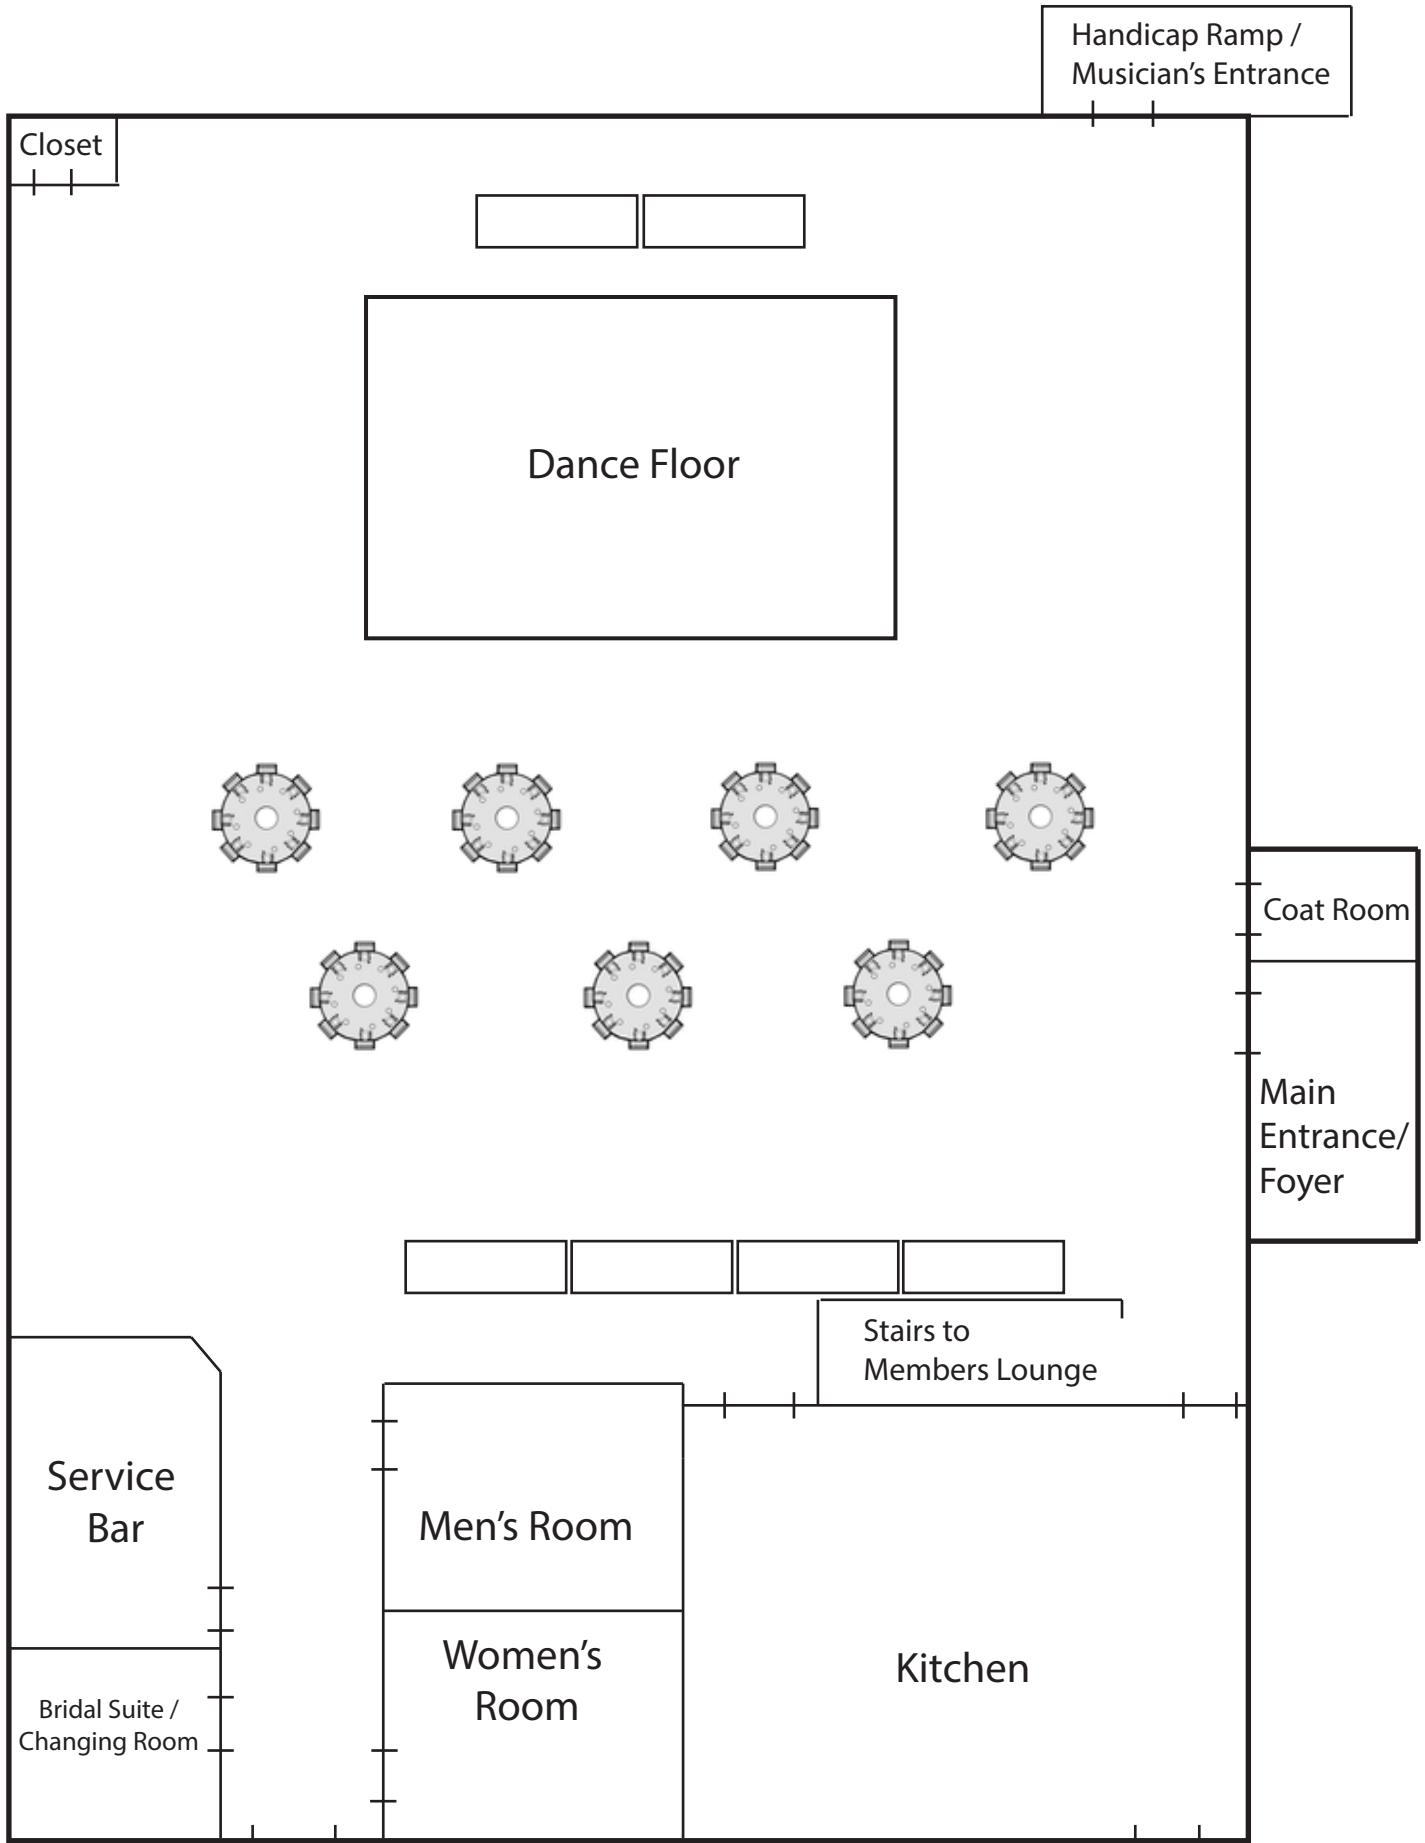 Handicap Ramp /
Musician's Entrance
Closet
Dance Floor
Coat Room
Main
Entrance/
Foyer
Stairs to
Members Lounge
Service
Bar
Men's Room
Women's
Room
Kitchen
Bridal Suite /
Changing Room